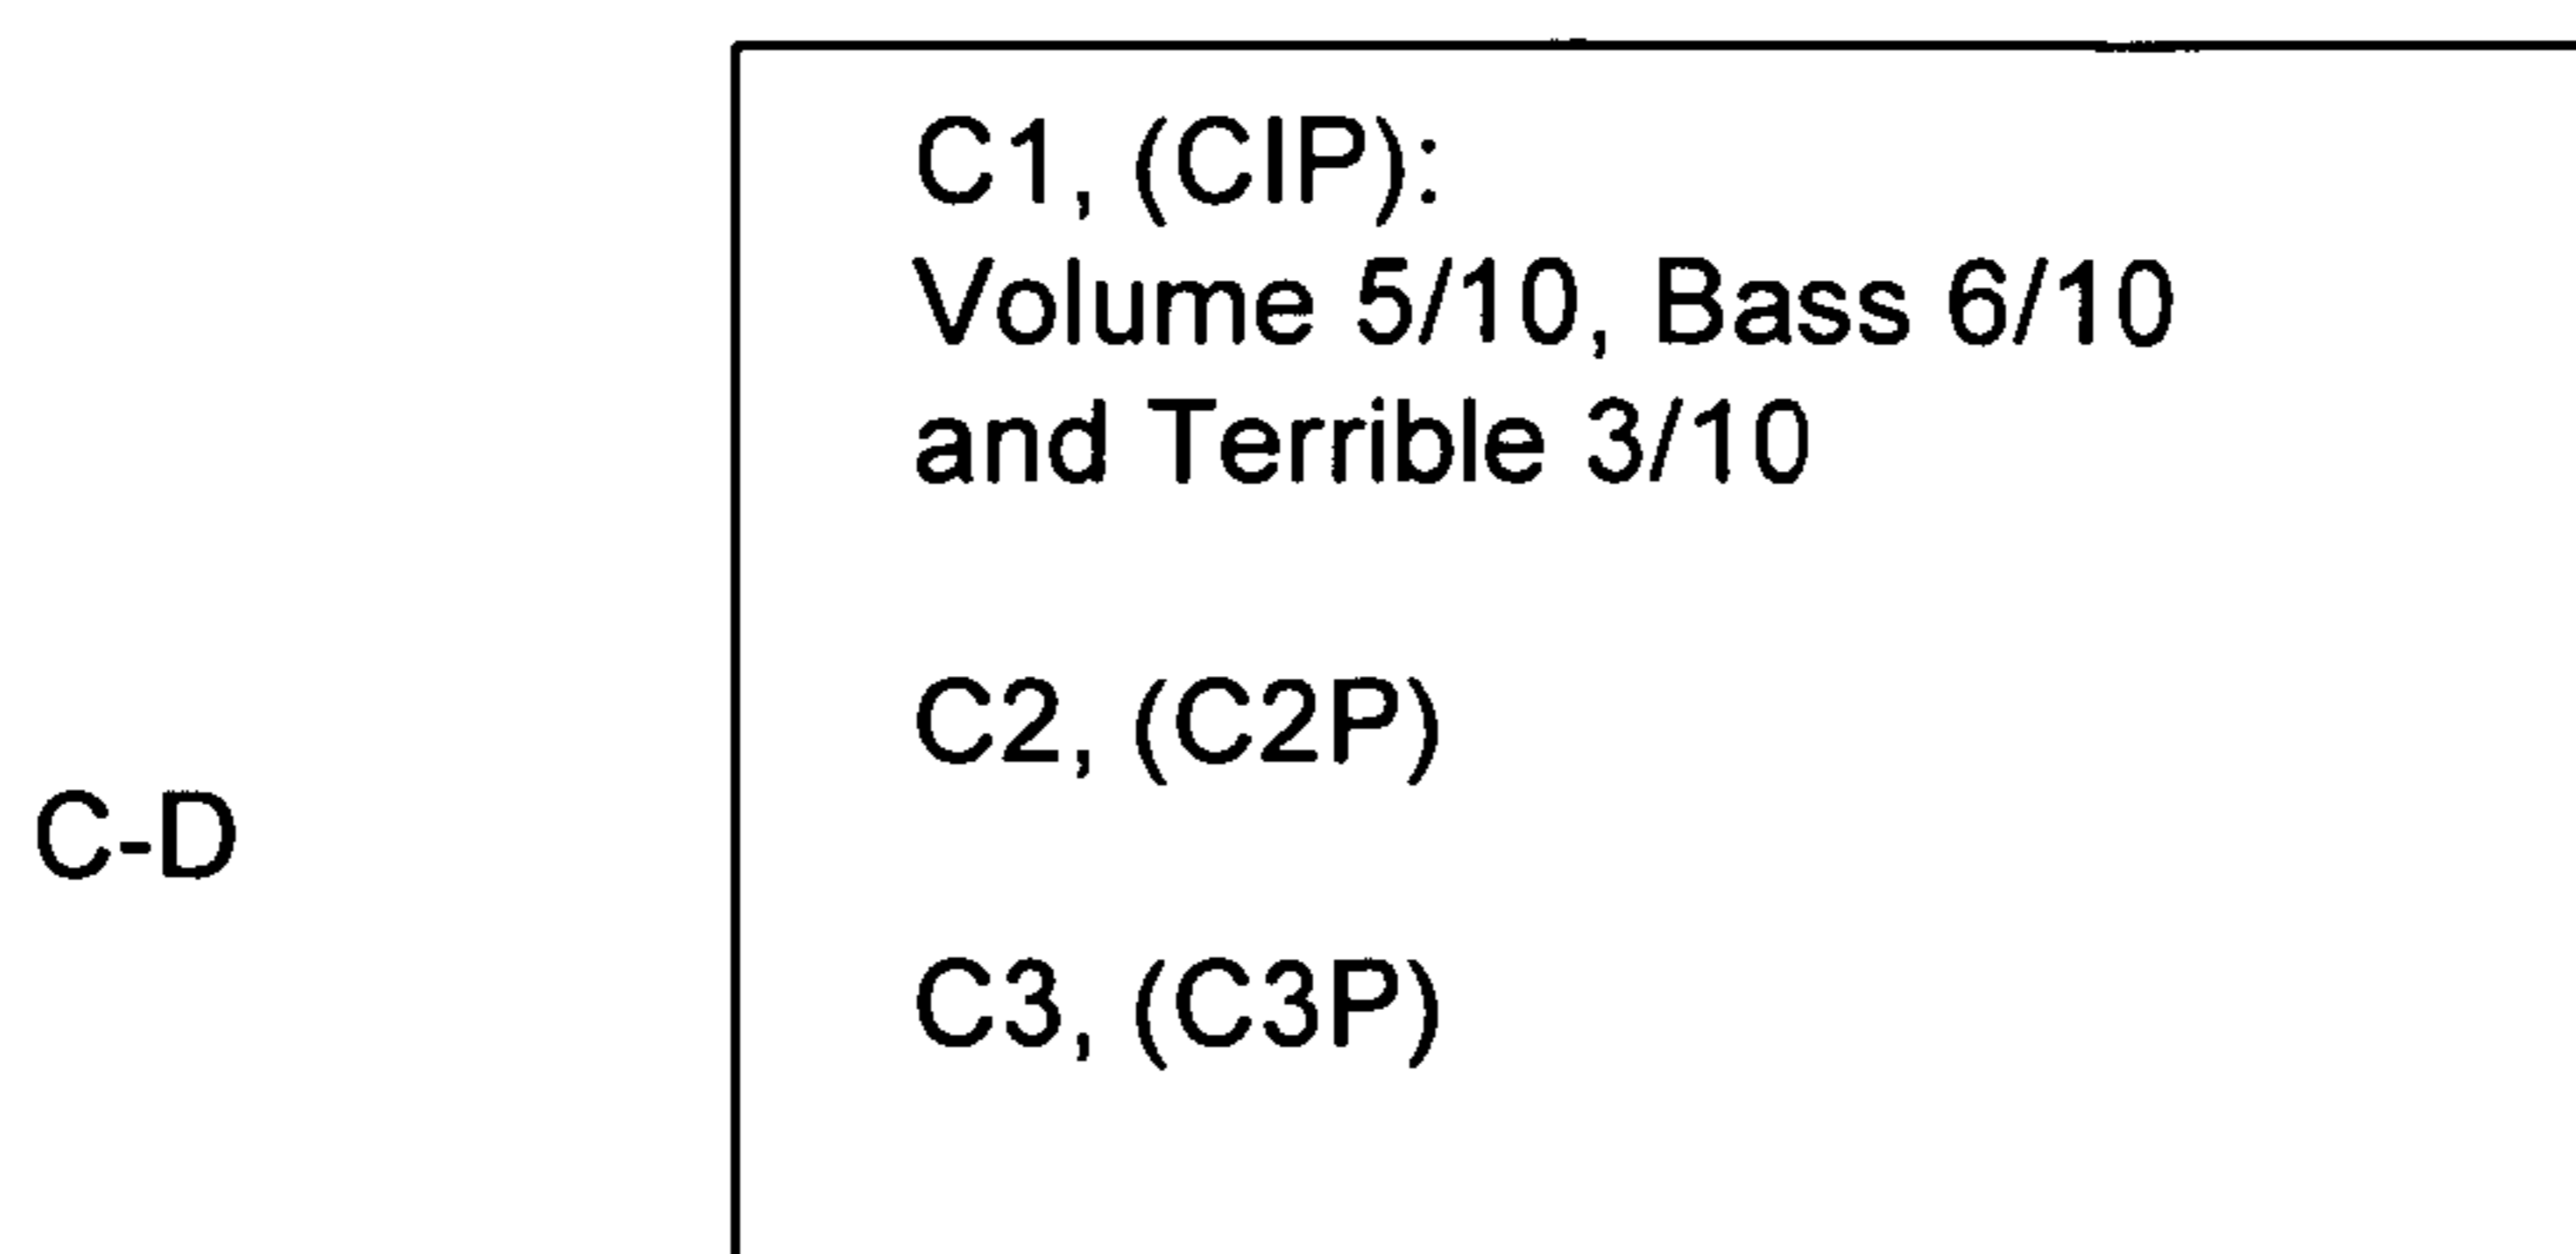 C1, (CIP):
Volume 5/10, Bass 6/10
and Terrible 3/10
C2, (C2P)
C-D
C3, (C3P)